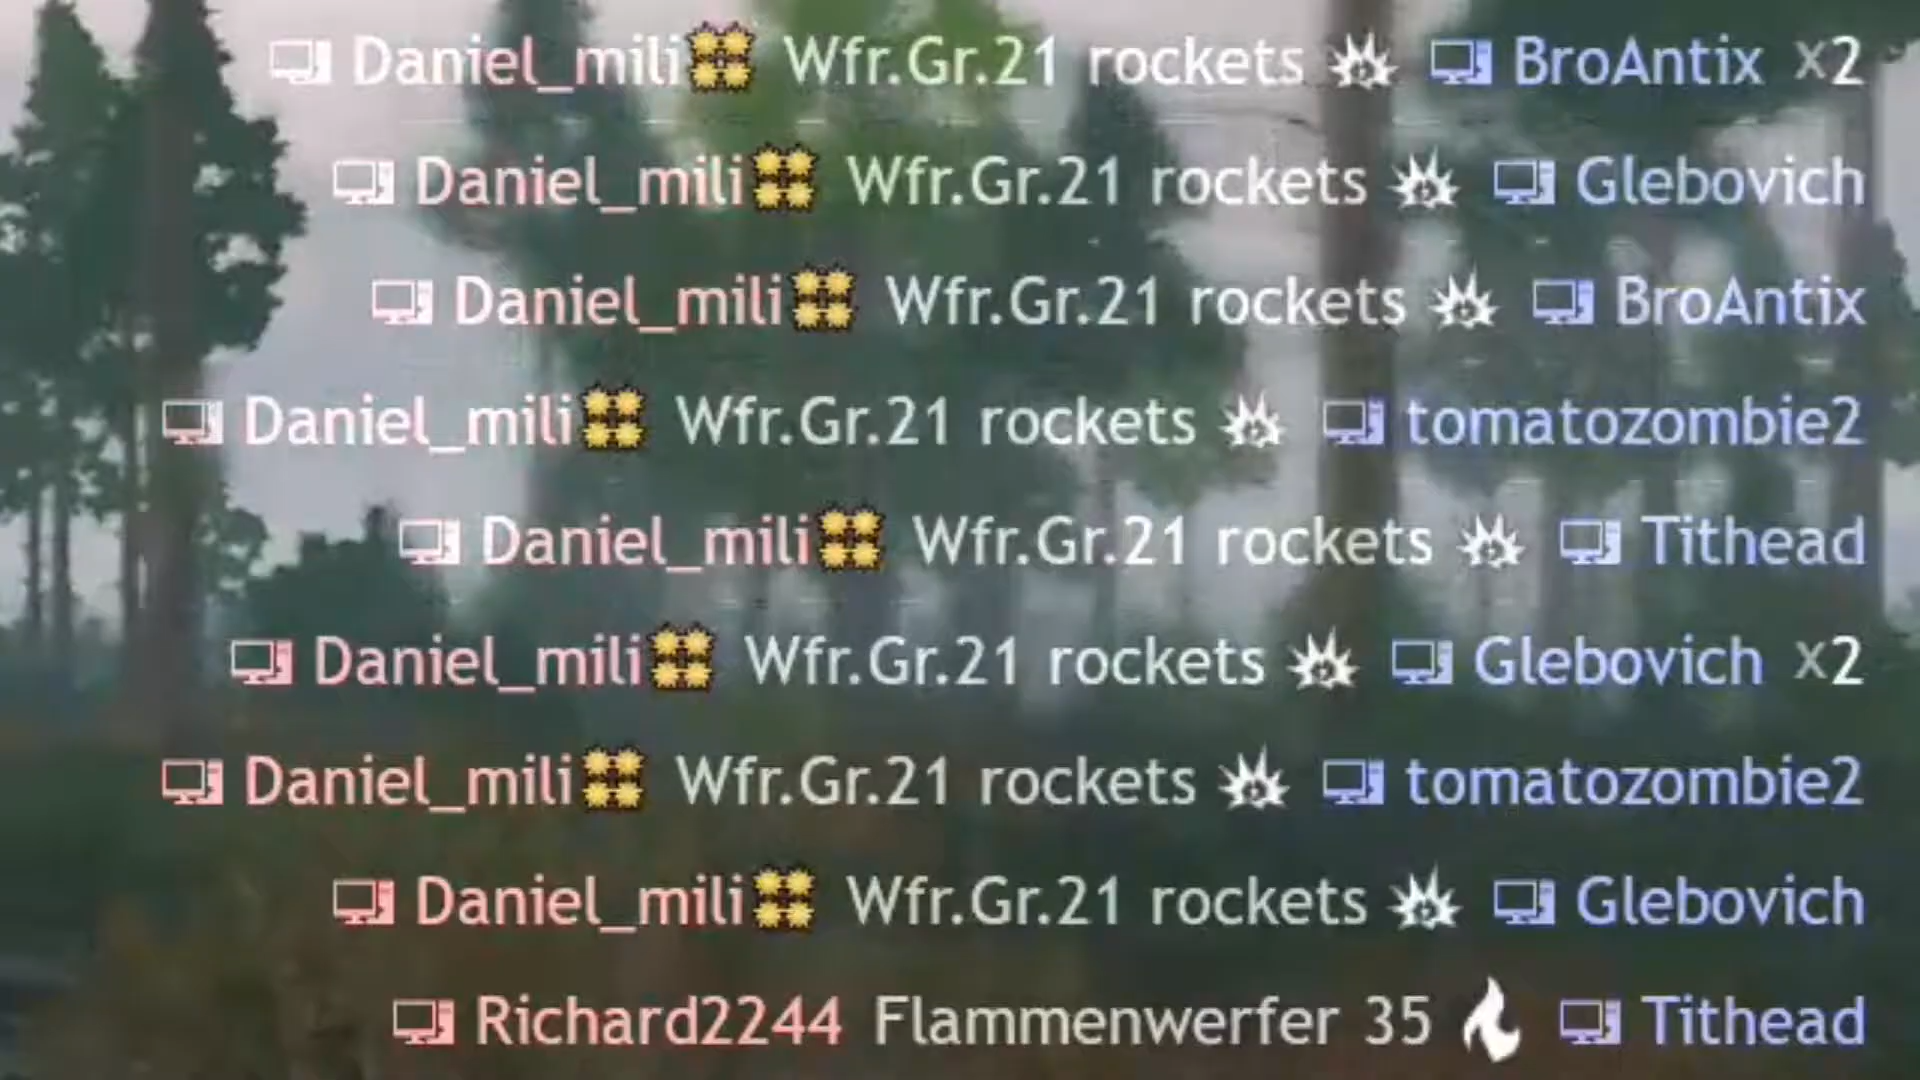 Daniel_mili Wfr.Gr.21 rockets BroAntix x2
Daniel_mili Wfr.Gr.21 rockets Glebovich
Daniel_mili Wfr.Gr.21 rockets BroAntix
Daniel_mili Wfr.Gr.21 rockets tomatozombie2
Daniel_mili Wfr.Gr.21 rockets Tithead
Daniel_mili Wfr.Gr.21 rockets Glebovich x2
Daniel_mili Wfr.Gr.21 rockets tomatozombie2
Daniel_mili Wfr.Gr.21 rockets Glebovich
Richard2244 Flammenwerfer 35 Tithead